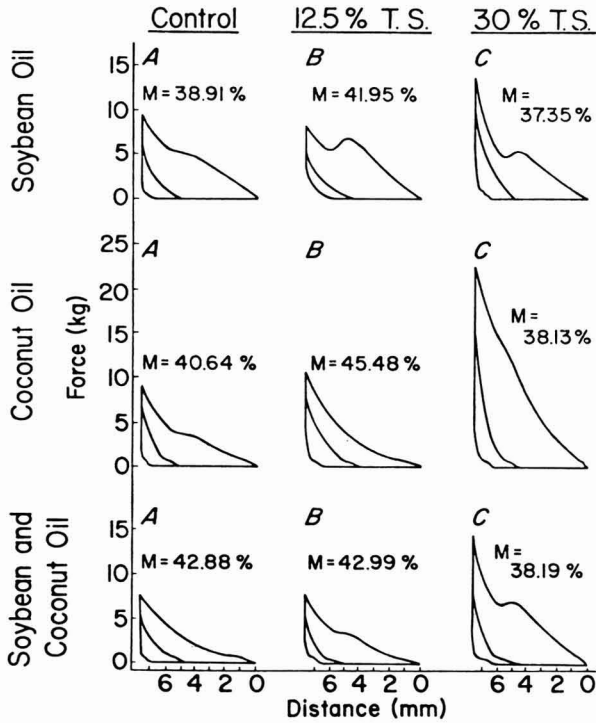 Control 12.5 % T. S. 30 % T. S.
Soybean Oil
A B C
15
10
5
0
M = 38.91 %
M = 41.95 %
M =
37.35 %
Coconut Oil
Force (kg)
A B C
25
20
15
10
5
0
M = 40.64 %
M = 45.48 %
M =
38.13 %
Soybean and
Coconut Oil
A B C
15
10
5
0
M = 42.88 %
M = 42.99 %
M =
38.19 %
6 4 2 0 6 4 2 0 6 4 2 0
Distance (mm)